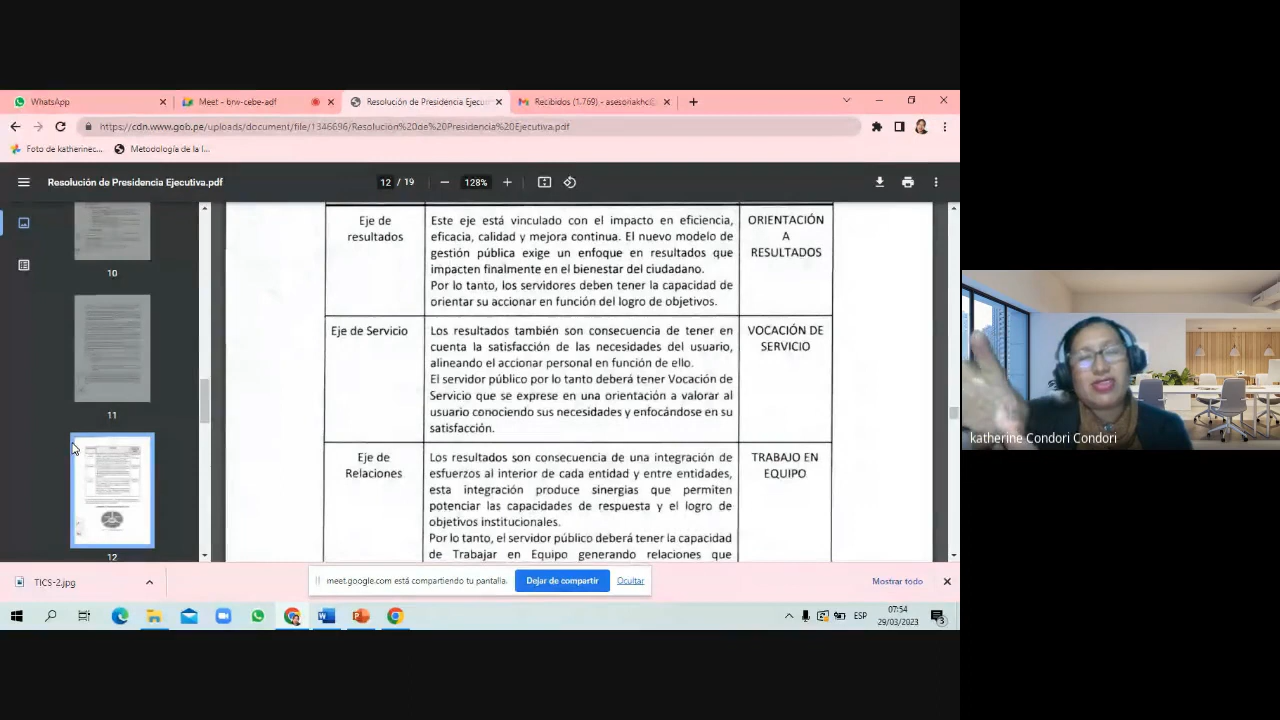 WhatsApp
Meet – bnv-cebe-adf
Resolución de Presidencia Ejecut
Recibidos (1.769) - asesoriakhc@
https://cdn.www.gob.pe/uploads/document/file/1346696/Resolución%20de%20Presidencia%20Ejecutiva.pdf
Foto de katherinec...
Metodología de la I...
Resolución de Presidencia Ejecutiva.pdf
12 / 19
128%
10
11
12
Eje de
resultados
Este eje está vinculado con el impacto en eficiencia,
eficacia, calidad y mejora continua. El nuevo modelo de
gestión pública exige un enfoque en resultados que
impacten finalmente en el bienestar del ciudadano.
Por lo tanto, los servidores deben tener la capacidad de
orientar su accionar en función del logro de objetivos.
ORIENTACIÓN
A
RESULTADOS
Eje de Servicio
Los resultados también son consecuencia de tener en
cuenta la satisfacción de las necesidades del usuario,
alineando el accionar personal en función de ello.
El servidor público por lo tanto deberá tener Vocación de
Servicio que se exprese en una orientación a valorar al
usuario conociendo sus necesidades y enfocándose en su
satisfacción.
VOCACIÓN DE
SERVICIO
Eje de
Relaciones
Los resultados son consecuencia de una integración de
esfuerzos al interior de cada entidad y entre entidades,
esta integración produce sinergias que permiten
potenciar las capacidades de respuesta y el logro de
objetivos institucionales.
Por lo tanto, el servidor público deberá tener la capacidad
de Trabajar en Equipo generando relaciones que
TRABAJO EN
EQUIPO
katherine Condori Condori
TICS-2.jpg
meet.google.com está compartiendo tu pantalla.
Dejar de compartir
Ocultar
Mostrar todo
ESP
07:54
29/03/2023
3